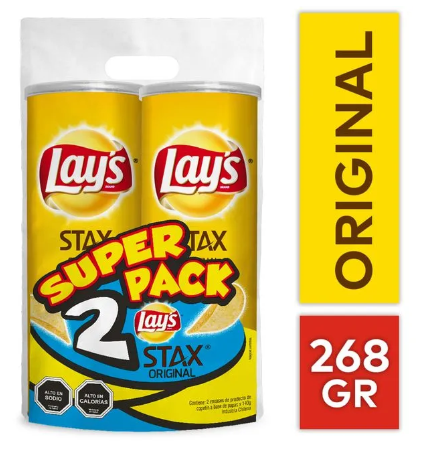 Lay's
Lay's
STAX
STAX
SUPER
PACK
2
Lay's
STAX
ORIGINAL
ALTO EN
SODIO
ALTO EN
CALORÍAS
ORIGINAL
268
GR